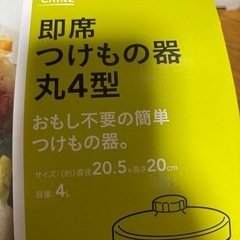 CAINZ
即席
つけもの器
丸4型
おもし不要の簡単
つけもの器。
サイズ:(約)直径20.5×高さ20cm
容量:4L